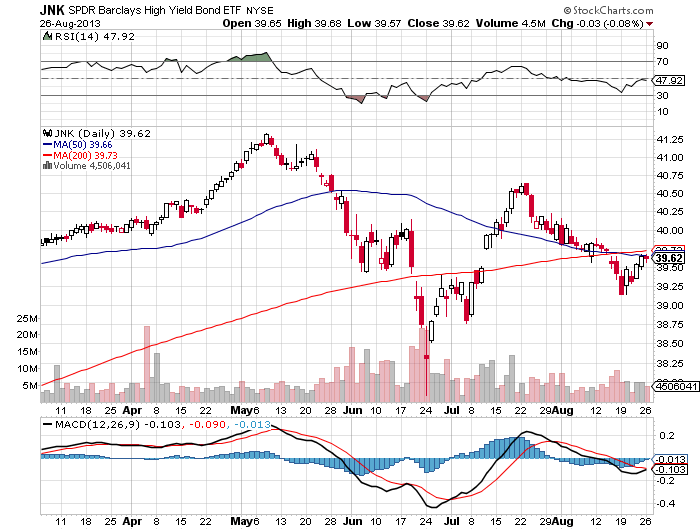 JNK SPDR Barclays High Yield Bond ETF NYSE © StockCharts.com
26-Aug-2013 Open 39.65 High 39.68 Low 39.57 Close 39.62 Volume 4.5M Chg -0.03 (-0.08%)
RSI(14) 47.92
90
70
47.92
30
10
JNK (Daily) 39.62
MA(50) 39.66
MA(200) 39.73
Volume 4,506,041
41.25
41.00
40.75
40.50
40.25
40.00
39.62
39.50
39.25
39.00
38.75
38.50
38.25
25M
20M
15M
10M
5M
4506041
11 18 25 Apr 8 15 22 May 6 13 20 28 Jun 10 17 24 Jul 8 15 22 29 Aug 12 19 26
MACD(12,26,9) -0.103, -0.090, -0.013
0.2
-0.013
-0.103
-0.2
-0.4
11 18 25 Apr 8 15 22 May 6 13 20 28 Jun 10 17 24 Jul 8 15 22 29 Aug 12 19 26